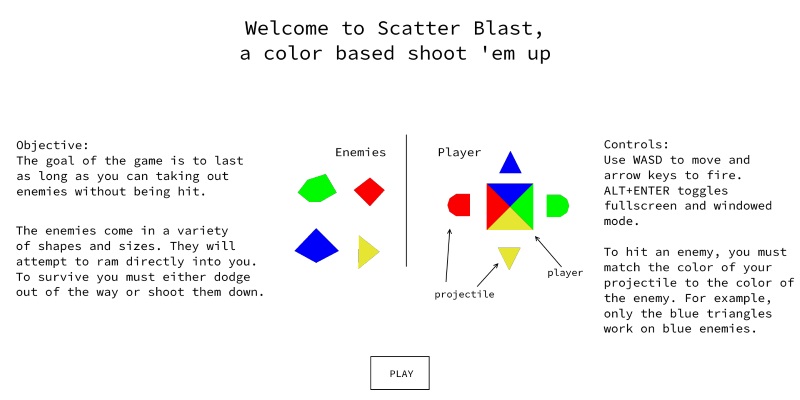 Welcome to Scatter Blast,
a color based shoot 'em up
Objective:
The goal of the game is to last
as long as you can taking out
enemies without being hit.
The enemies come in a variety
of shapes and sizes. They will
attempt to ram directly into you.
To survive you must either dodge
out of the way or shoot them down.
Enemies
Player
projectile
player
Controls:
Use WASD to move and
arrow keys to fire.
ALT+ENTER toggles
fullscreen and windowed
mode.
To hit an enemy, you must
match the color of your
projectile to the color of
the enemy. For example,
only the blue triangles
work on blue enemies.
PLAY